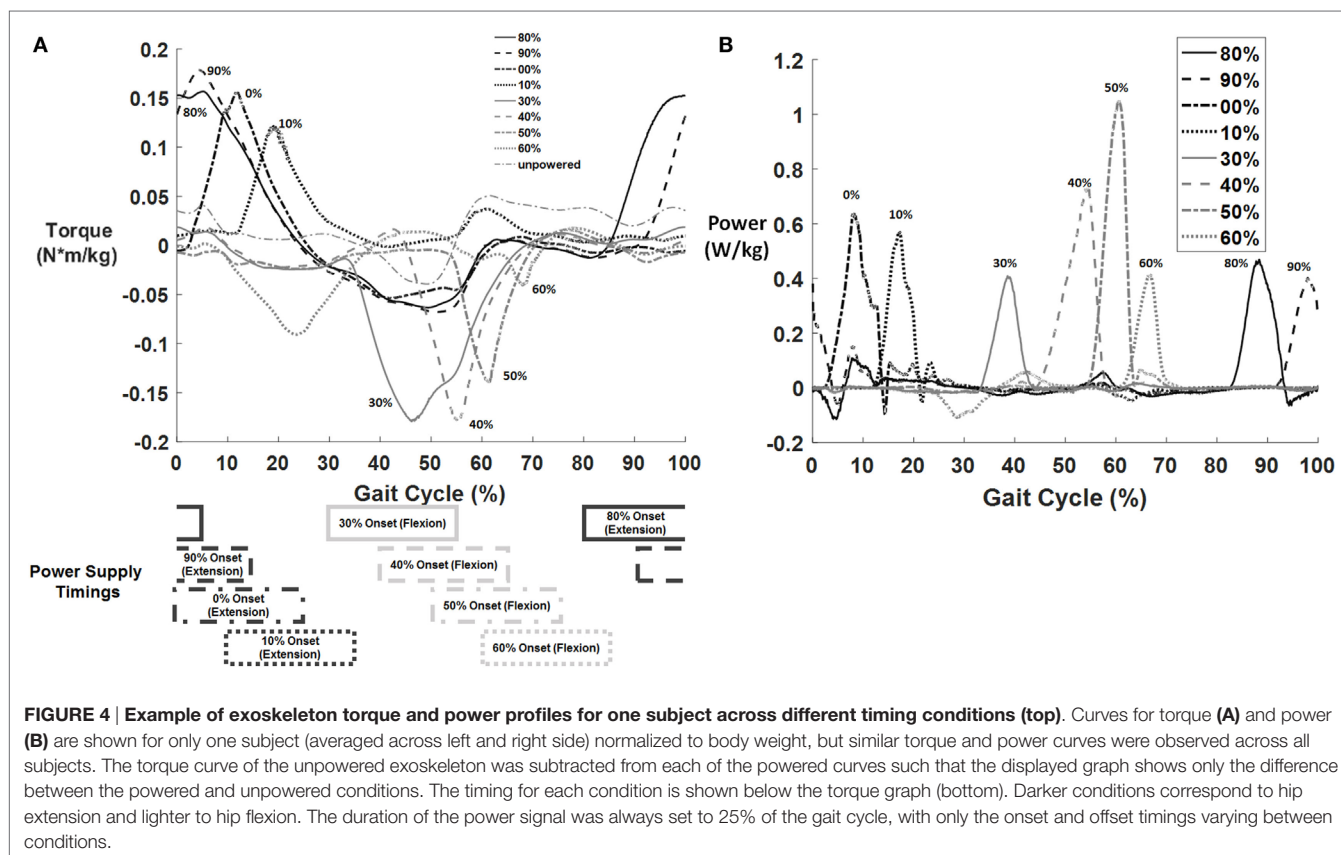 A
0.2
0.15
0.1
0.05
0
-0.05
-0.1
-0.15
-0.2
Torque
(N*m/kg)
90%
80%
0%
10%
30%
40%
50%
60%
80%
90%
00%
10%
30%
40%
50%
60%
unpowered
0 10 20 30 40 50 60 70 80 90 100
Gait Cycle (%)
B
1.2
1
0.8
0.6
0.4
0.2
0
-0.2
Power
(W/kg)
0%
10%
30%
40%
50%
60%
80%
90%
80%
90%
00%
10%
30%
40%
50%
60%
0 10 20 30 40 50 60 70 80 90 100
Gait Cycle (%)
Power Supply
Timings
30% Onset (Flexion)
80% Onset
(Extension)
90% Onset
(Extension)
40% Onset (Flexion)
0% Onset
(Extension)
50% Onset (Flexion)
10% Onset
(Extension)
60% Onset (Flexion)
FIGURE 4 | Example of exoskeleton torque and power profiles for one subject across different timing conditions (top). Curves for torque (A) and power
(B) are shown for only one subject (averaged across left and right side) normalized to body weight, but similar torque and power curves were observed across all
subjects. The torque curve of the unpowered exoskeleton was subtracted from each of the powered curves such that the displayed graph shows only the difference
between the powered and unpowered conditions. The timing for each condition is shown below the torque graph (bottom). Darker conditions correspond to hip
extension and lighter to hip flexion. The duration of the power signal was always set to 25% of the gait cycle, with only the onset and offset timings varying between
conditions.